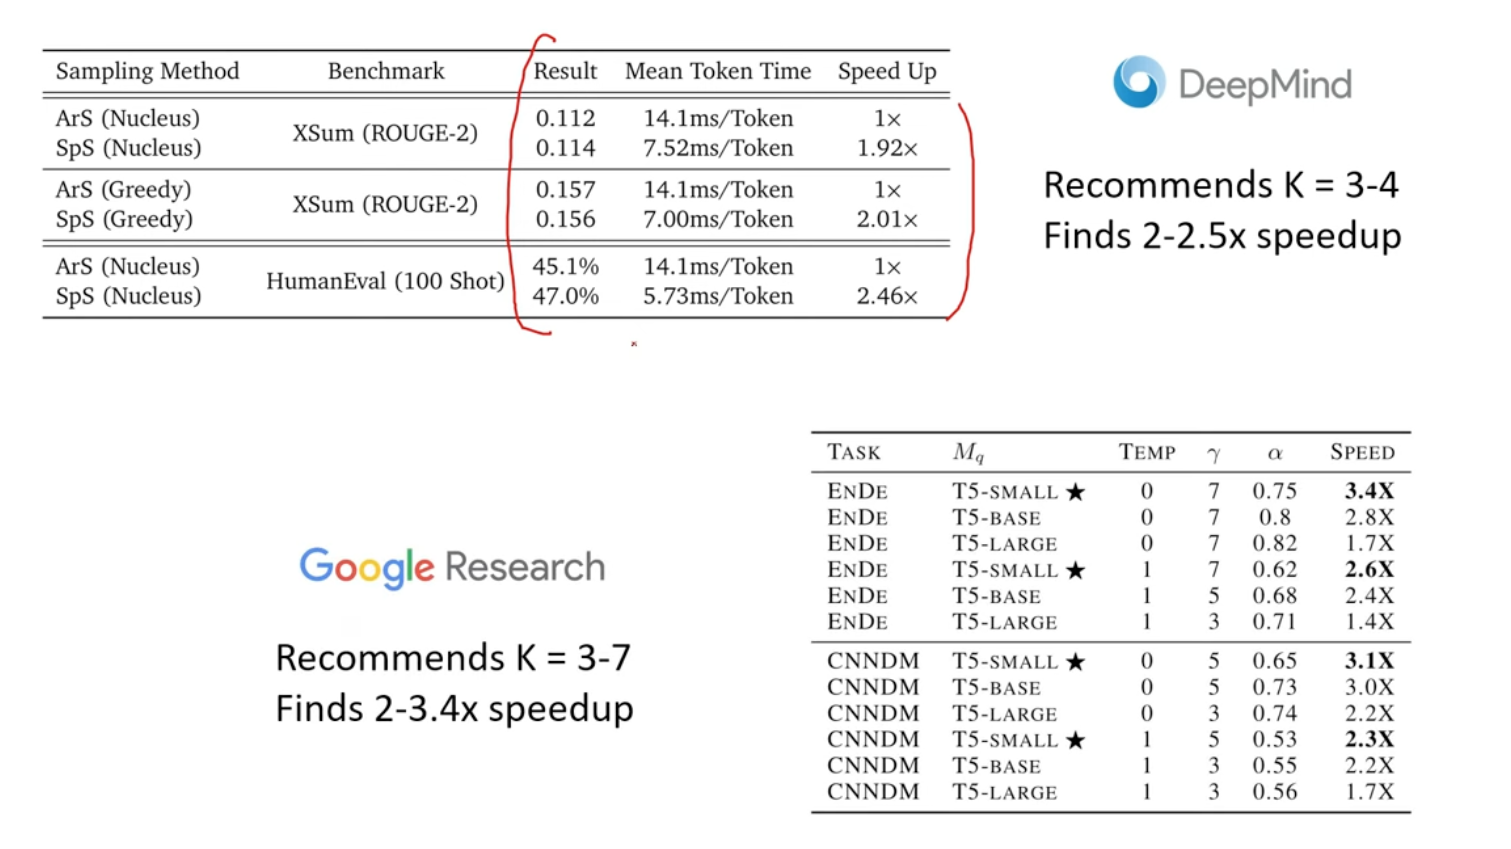 Sampling Method Benchmark Result Mean Token Time Speed Up
ArS (Nucleus) XSum (ROUGE-2) 0.112 14.1ms/Token 1×
SpS (Nucleus) 0.114 7.52ms/Token 1.92×
ArS (Greedy) XSum (ROUGE-2) 0.157 14.1ms/Token 1×
SpS (Greedy) 0.156 7.00ms/Token 2.01×
ArS (Nucleus) HumanEval (100 Shot) 45.1% 14.1ms/Token 1×
SpS (Nucleus) 47.0% 5.73ms/Token 2.46×
DeepMind
Recommends K = 3-4
Finds 2-2.5x speedup
Google Research
Recommends K = 3-7
Finds 2-3.4x speedup
TASK M_q TEMP γ α SPEED
ENDE T5-SMALL ★ 0 7 0.75 3.4X
ENDE T5-BASE 0 7 0.8 2.8X
ENDE T5-LARGE 0 7 0.82 1.7X
ENDE T5-SMALL ★ 1 7 0.62 2.6X
ENDE T5-BASE 1 5 0.68 2.4X
ENDE T5-LARGE 1 3 0.71 1.4X
CNNDM T5-SMALL ★ 0 5 0.65 3.1X
CNNDM T5-BASE 0 5 0.73 3.0X
CNNDM T5-LARGE 0 3 0.74 2.2X
CNNDM T5-SMALL ★ 1 5 0.53 2.3X
CNNDM T5-BASE 1 3 0.55 2.2X
CNNDM T5-LARGE 1 3 0.56 1.7X